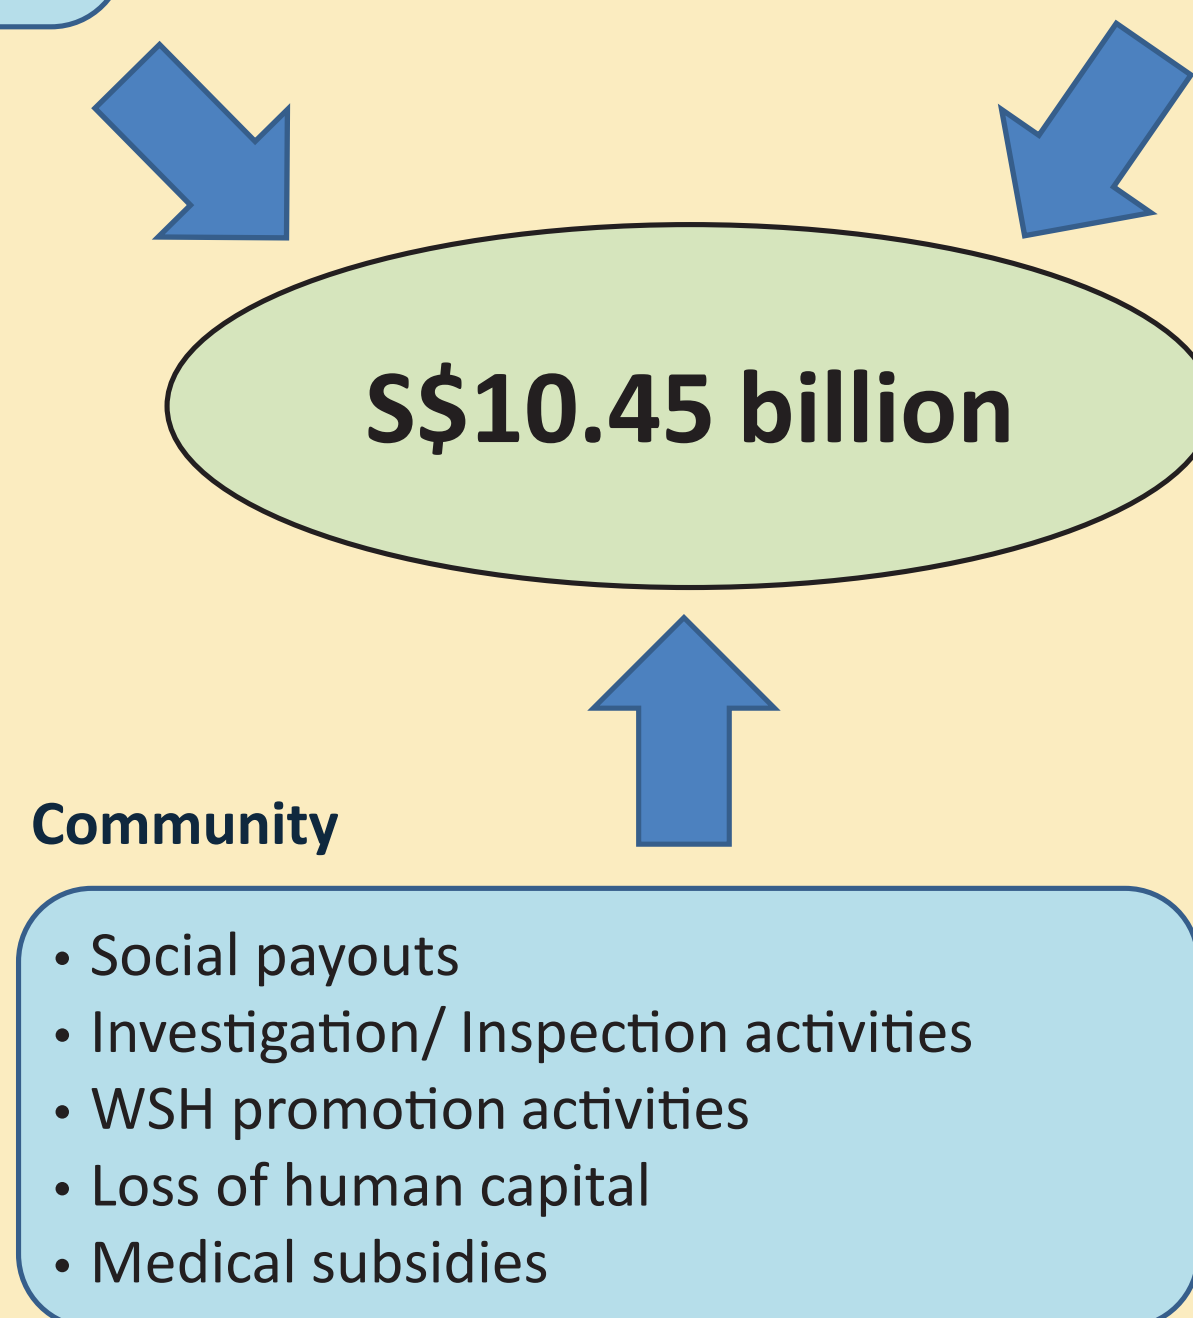 S$10.45 billion
Community
• Social payouts
• Investigation/ Inspection activities
• WSH promotion activities
• Loss of human capital
• Medical subsidies